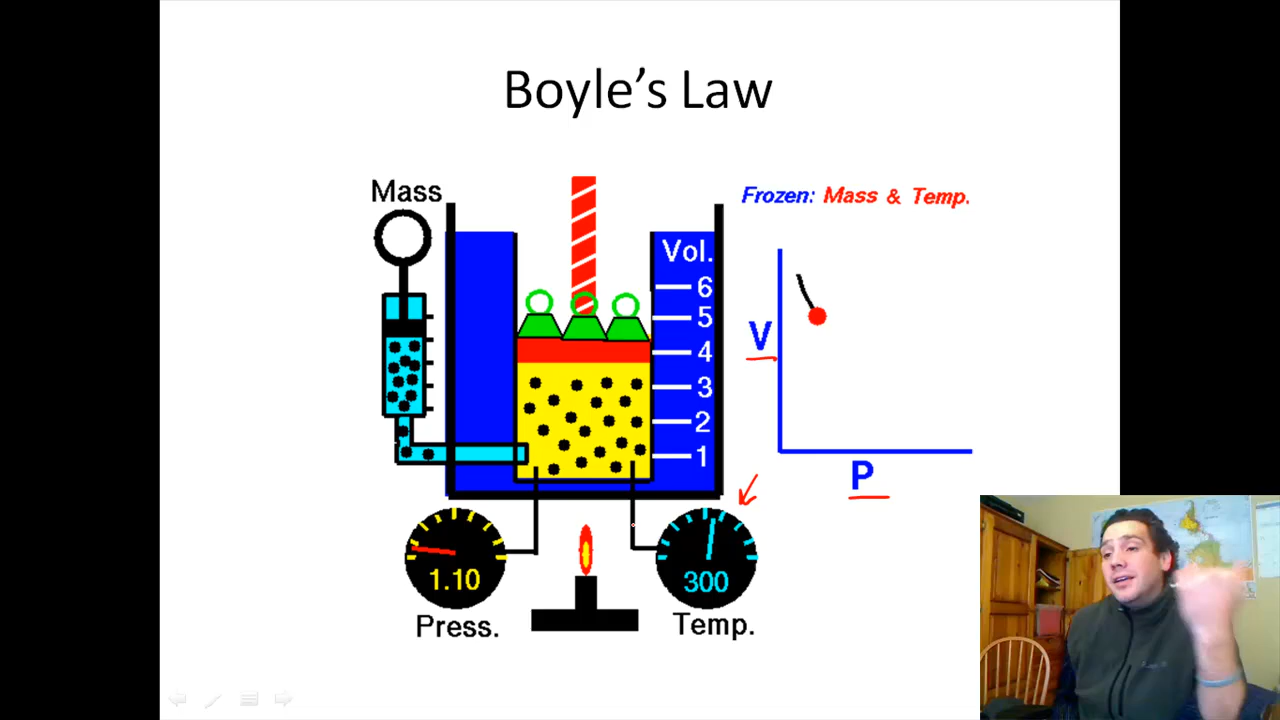 Boyle's Law
Mass
Frozen: Mass & Temp.
Vol.
6
5
4
3
2
1
V
P
1.10
300
Press.
Temp.